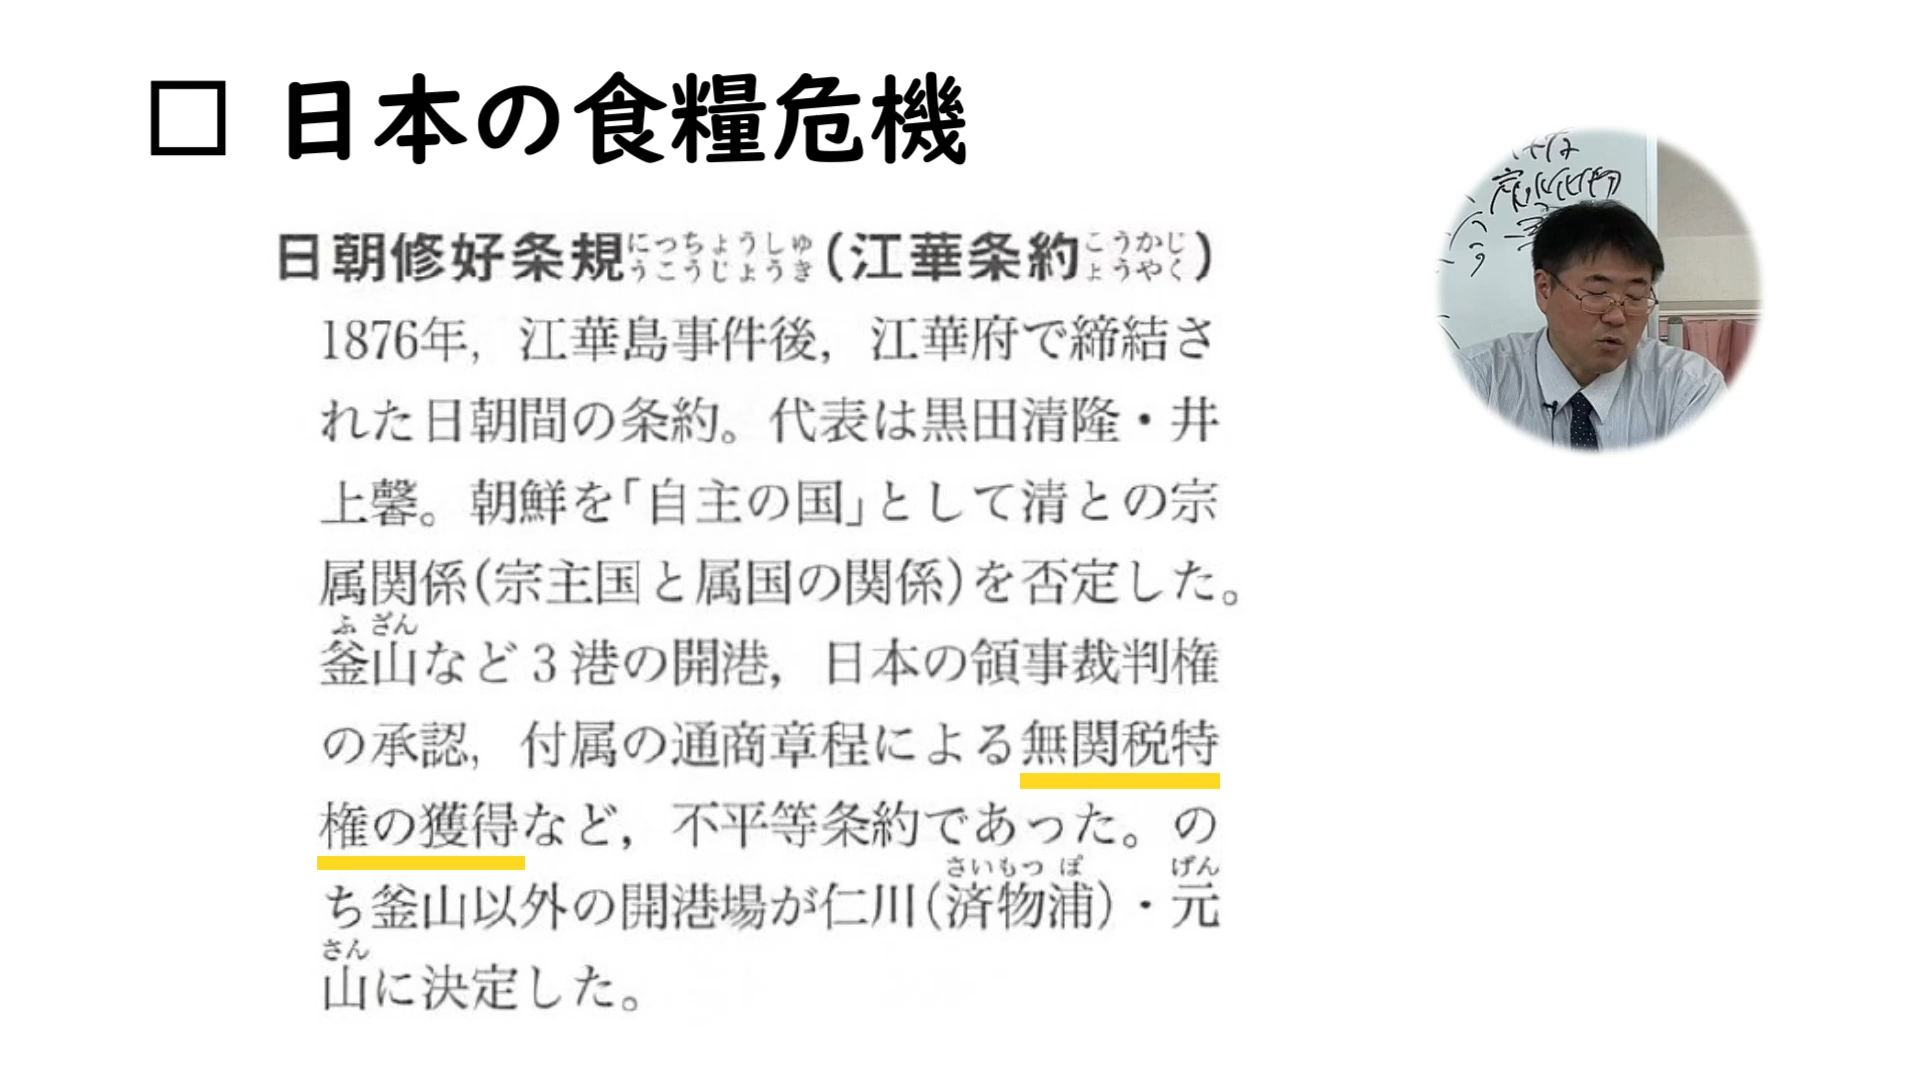 □ 日本の食糧危機
日朝修好条規にっちょうしゅうこうじょうき(江華条約こうかじょうやく)
1876年，江華島事件後，江華府で締結さ
れた日朝間の条約。代表は黒田清隆・井
上馨。朝鮮を「自主の国」として清との宗
属関係(宗主国と属国の関係)を否定した。
ふざん
釜山など3港の開港，日本の領事裁判権
の承認，付属の通商章程による無関税特
権の獲得など，不平等条約であった。の
さいもつぽ げん
ち釜山以外の開港場が仁川(済物浦)・元
さん
山に決定した。